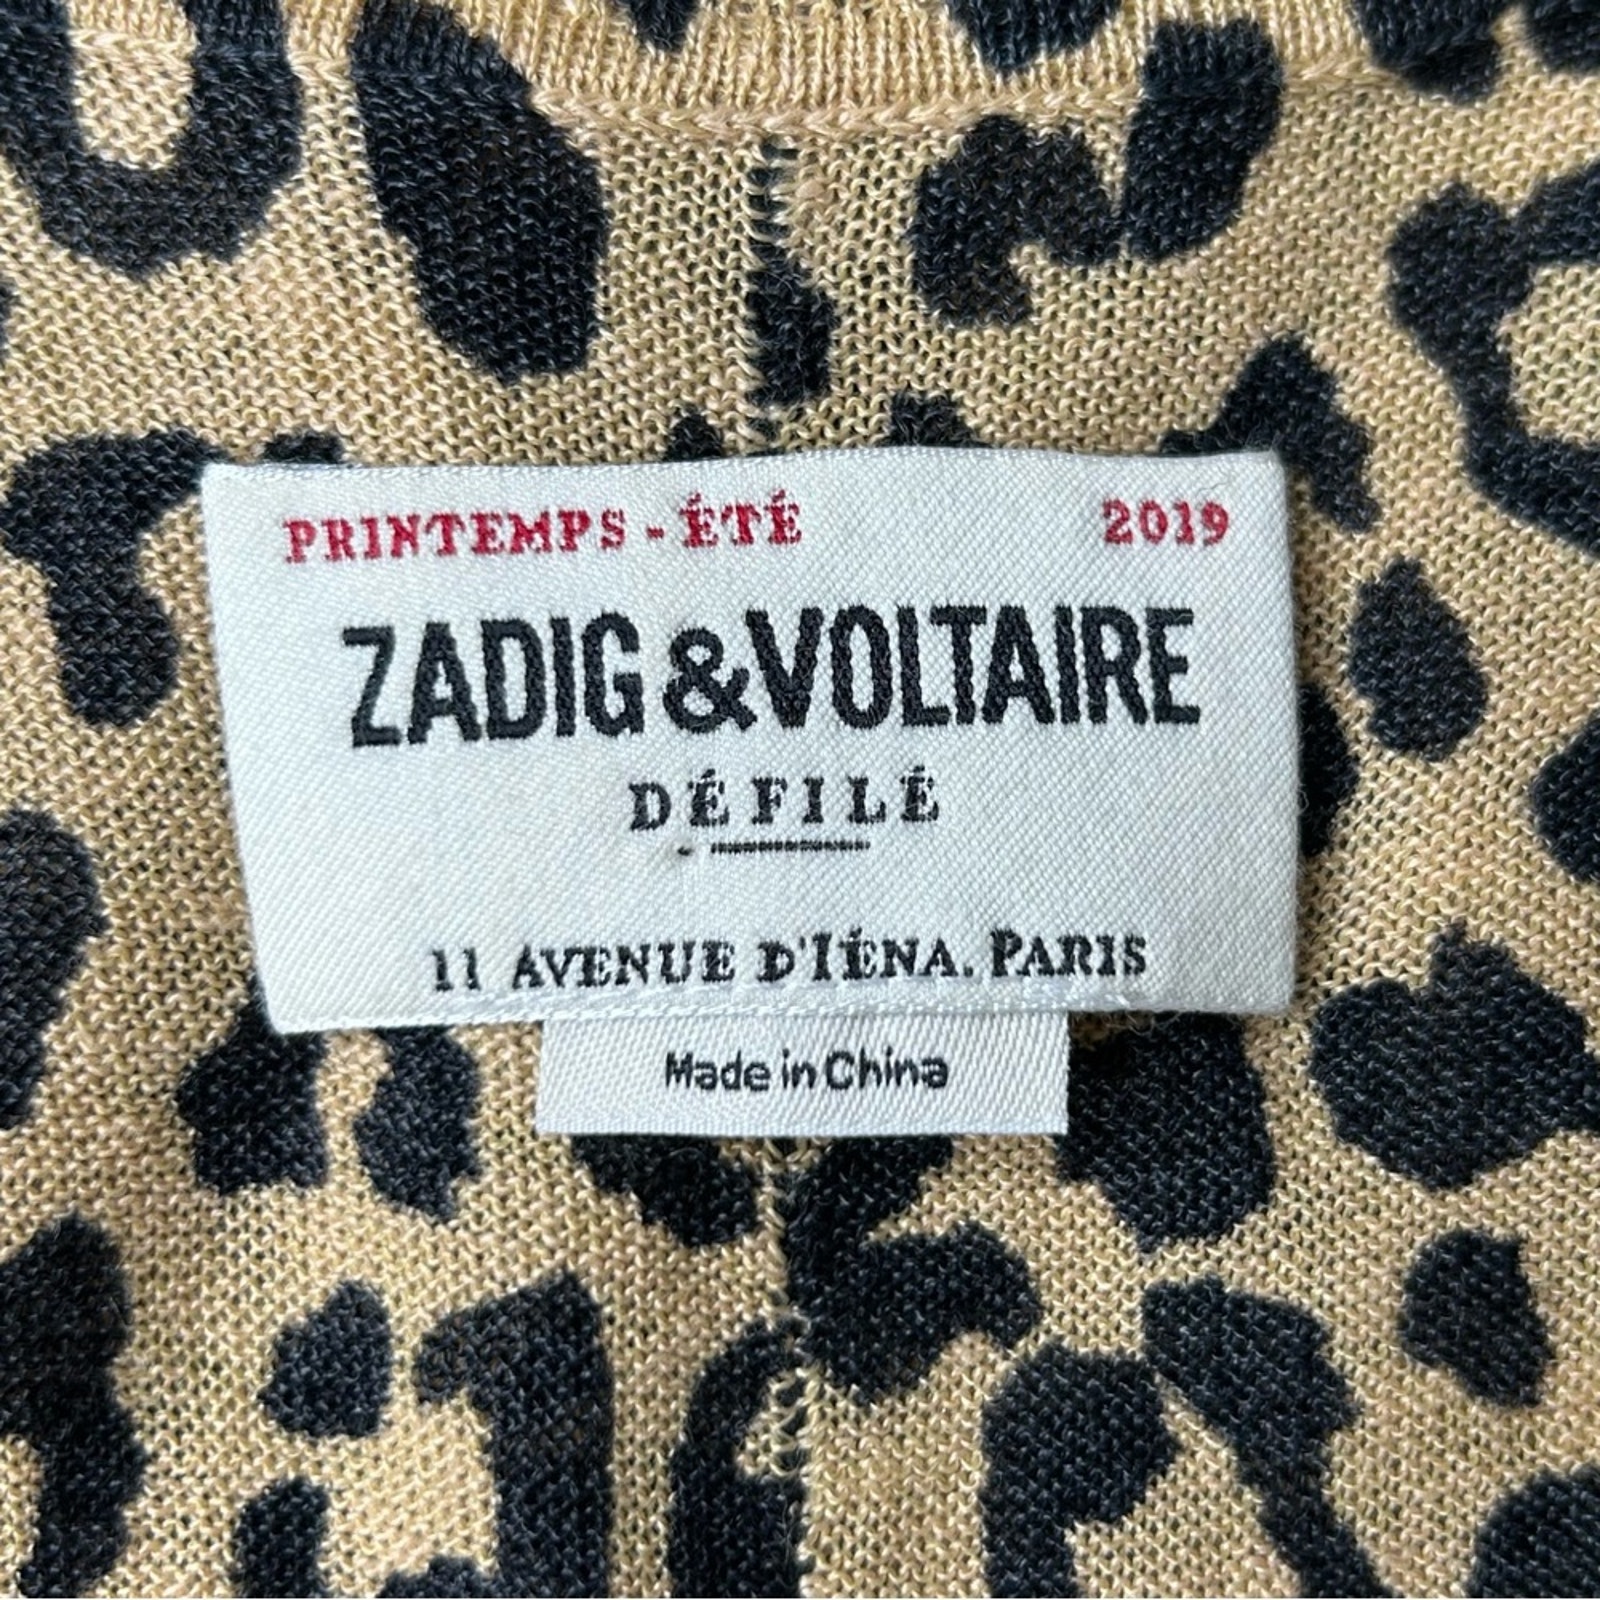 PRINTEMPS - ÉTÉ 2019
ZADIG&VOLTAIRE
DÉFILÉ
11 AVENUE D'IÉNA. PARIS
Made in China